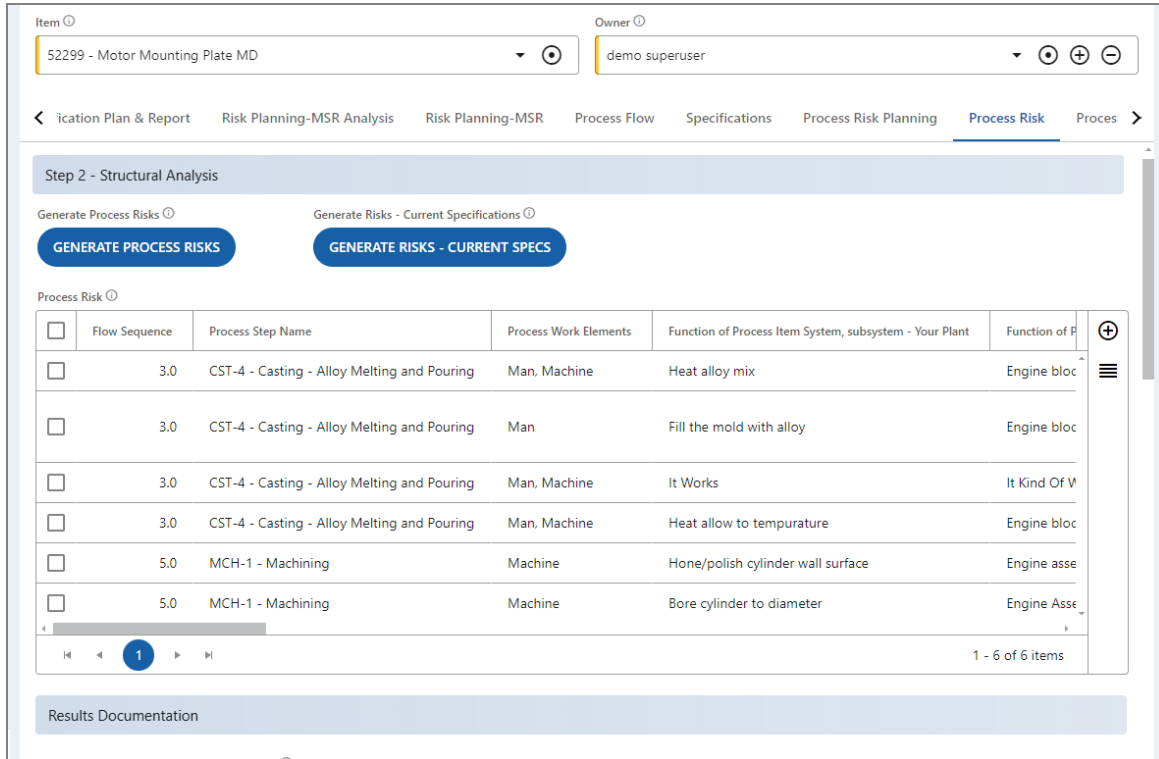 Item
Owner
52299 - Motor Mounting Plate MD
demo superuser
ication Plan & Report Risk Planning-MSR Analysis Risk Planning-MSR Process Flow Specifications Process Risk Planning Process Risk Proces
Step 2 - Structural Analysis
Generate Process Risks
Generate Risks - Current Specifications
GENERATE PROCESS RISKS
GENERATE RISKS - CURRENT SPECS
Process Risk
Flow Sequence Process Step Name Process Work Elements Function of Process Item System, subsystem - Your Plant Function of P
3.0 CST-4 - Casting - Alloy Melting and Pouring Man, Machine Heat alloy mix Engine bloc
3.0 CST-4 - Casting - Alloy Melting and Pouring Man Fill the mold with alloy Engine bloc
3.0 CST-4 - Casting - Alloy Melting and Pouring Man, Machine It Works It Kind Of W
3.0 CST-4 - Casting - Alloy Melting and Pouring Man, Machine Heat allow to tempurature Engine bloc
5.0 MCH-1 - Machining Machine Hone/polish cylinder wall surface Engine asse
5.0 MCH-1 - Machining Machine Bore cylinder to diameter Engine Asse
1
1 - 6 of 6 items
Results Documentation